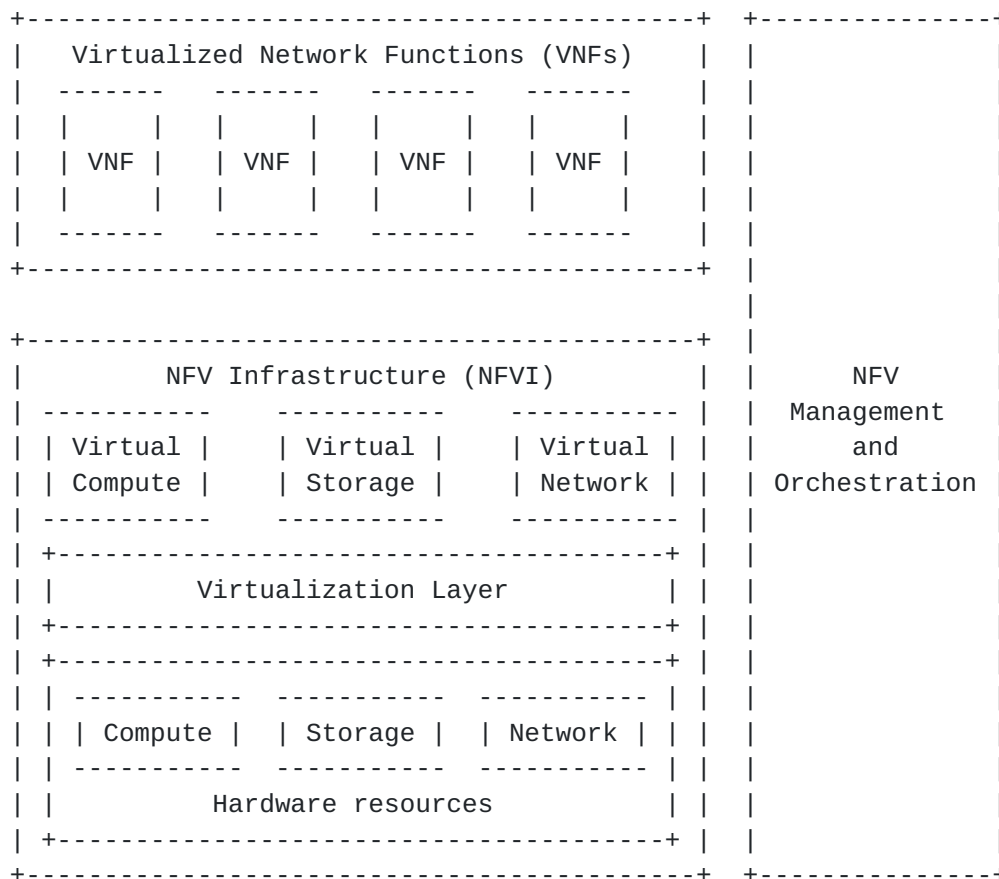 Virtualized Network Functions (VNFs)
VNF VNF VNF VNF
NFV Infrastructure (NFVI) NFV
Management
Virtual Virtual Virtual and
Compute Storage Network Orchestration
Virtualization Layer
Compute Storage Network
Hardware resources